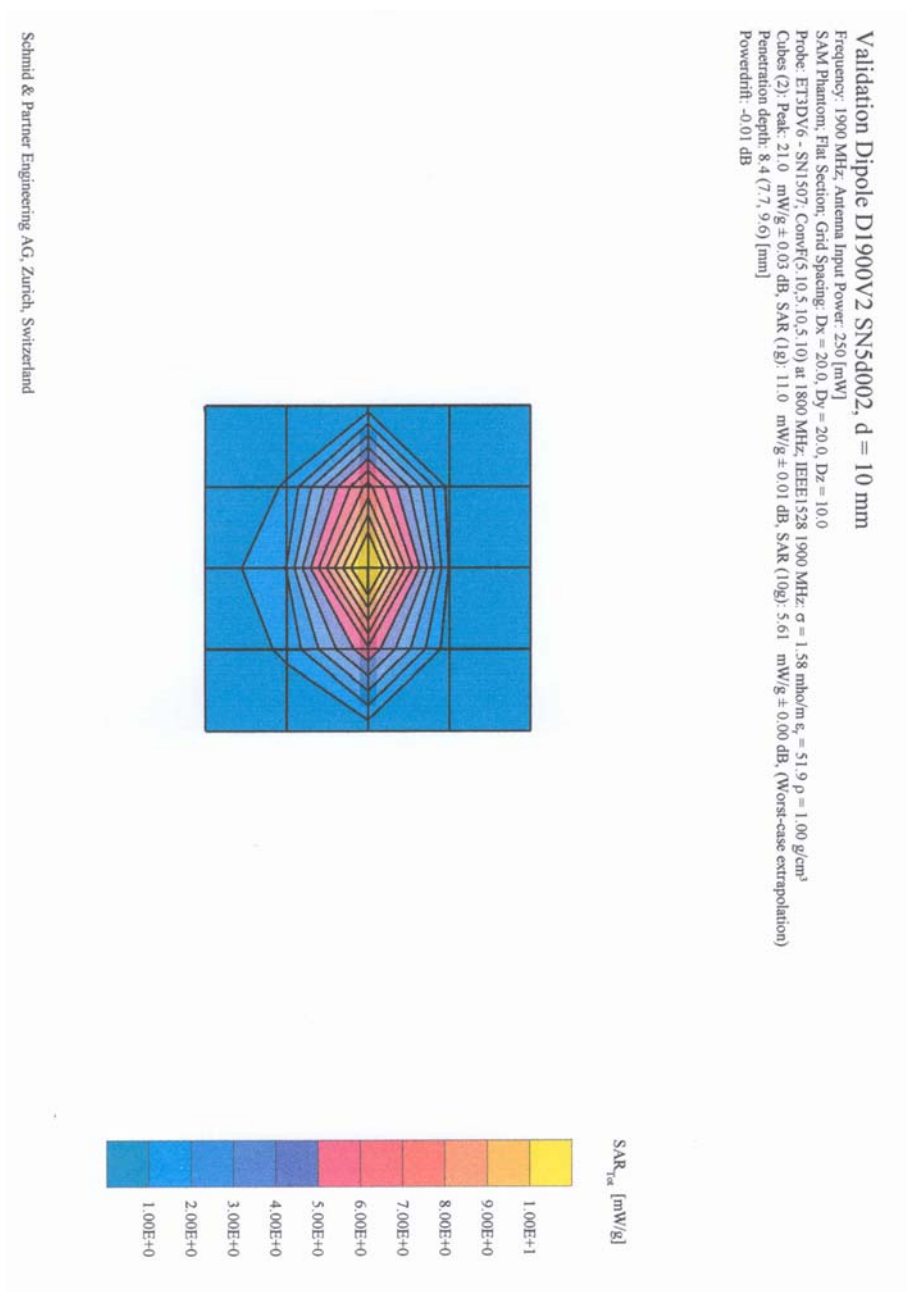 Validation Dipole D1900V2 SN5d002, d = 10 mm
Frequency: 1900 MHz; Antenna Input Power: 250 [mW]
SAM Phantom; Flat Section; Grid Spacing: Dx = 20.0, Dy = 20.0, Dz = 10.0
Probe: ET3DV6 - SN1507; ConvF(5.10,5.10,5.10) at 1800 MHz; IEEE1528 1900 MHz: σ = 1.58 mho/m εr = 51.9 ρ = 1.00 g/cm³
Cubes (2): Peak: 21.0 mW/g ± 0.03 dB, SAR (1g): 11.0 mW/g ± 0.01 dB, SAR (10g): 5.61 mW/g ± 0.00 dB, (Worst-case extrapolation)
Penetration depth: 8.4 (7.7, 9.6) [mm]
Powerdrift: -0.01 dB
SARTot [mW/g]
1.00E+1
9.00E+0
8.00E+0
7.00E+0
6.00E+0
5.00E+0
4.00E+0
3.00E+0
2.00E+0
1.00E+0
Schmid & Partner Engineering AG, Zurich, Switzerland